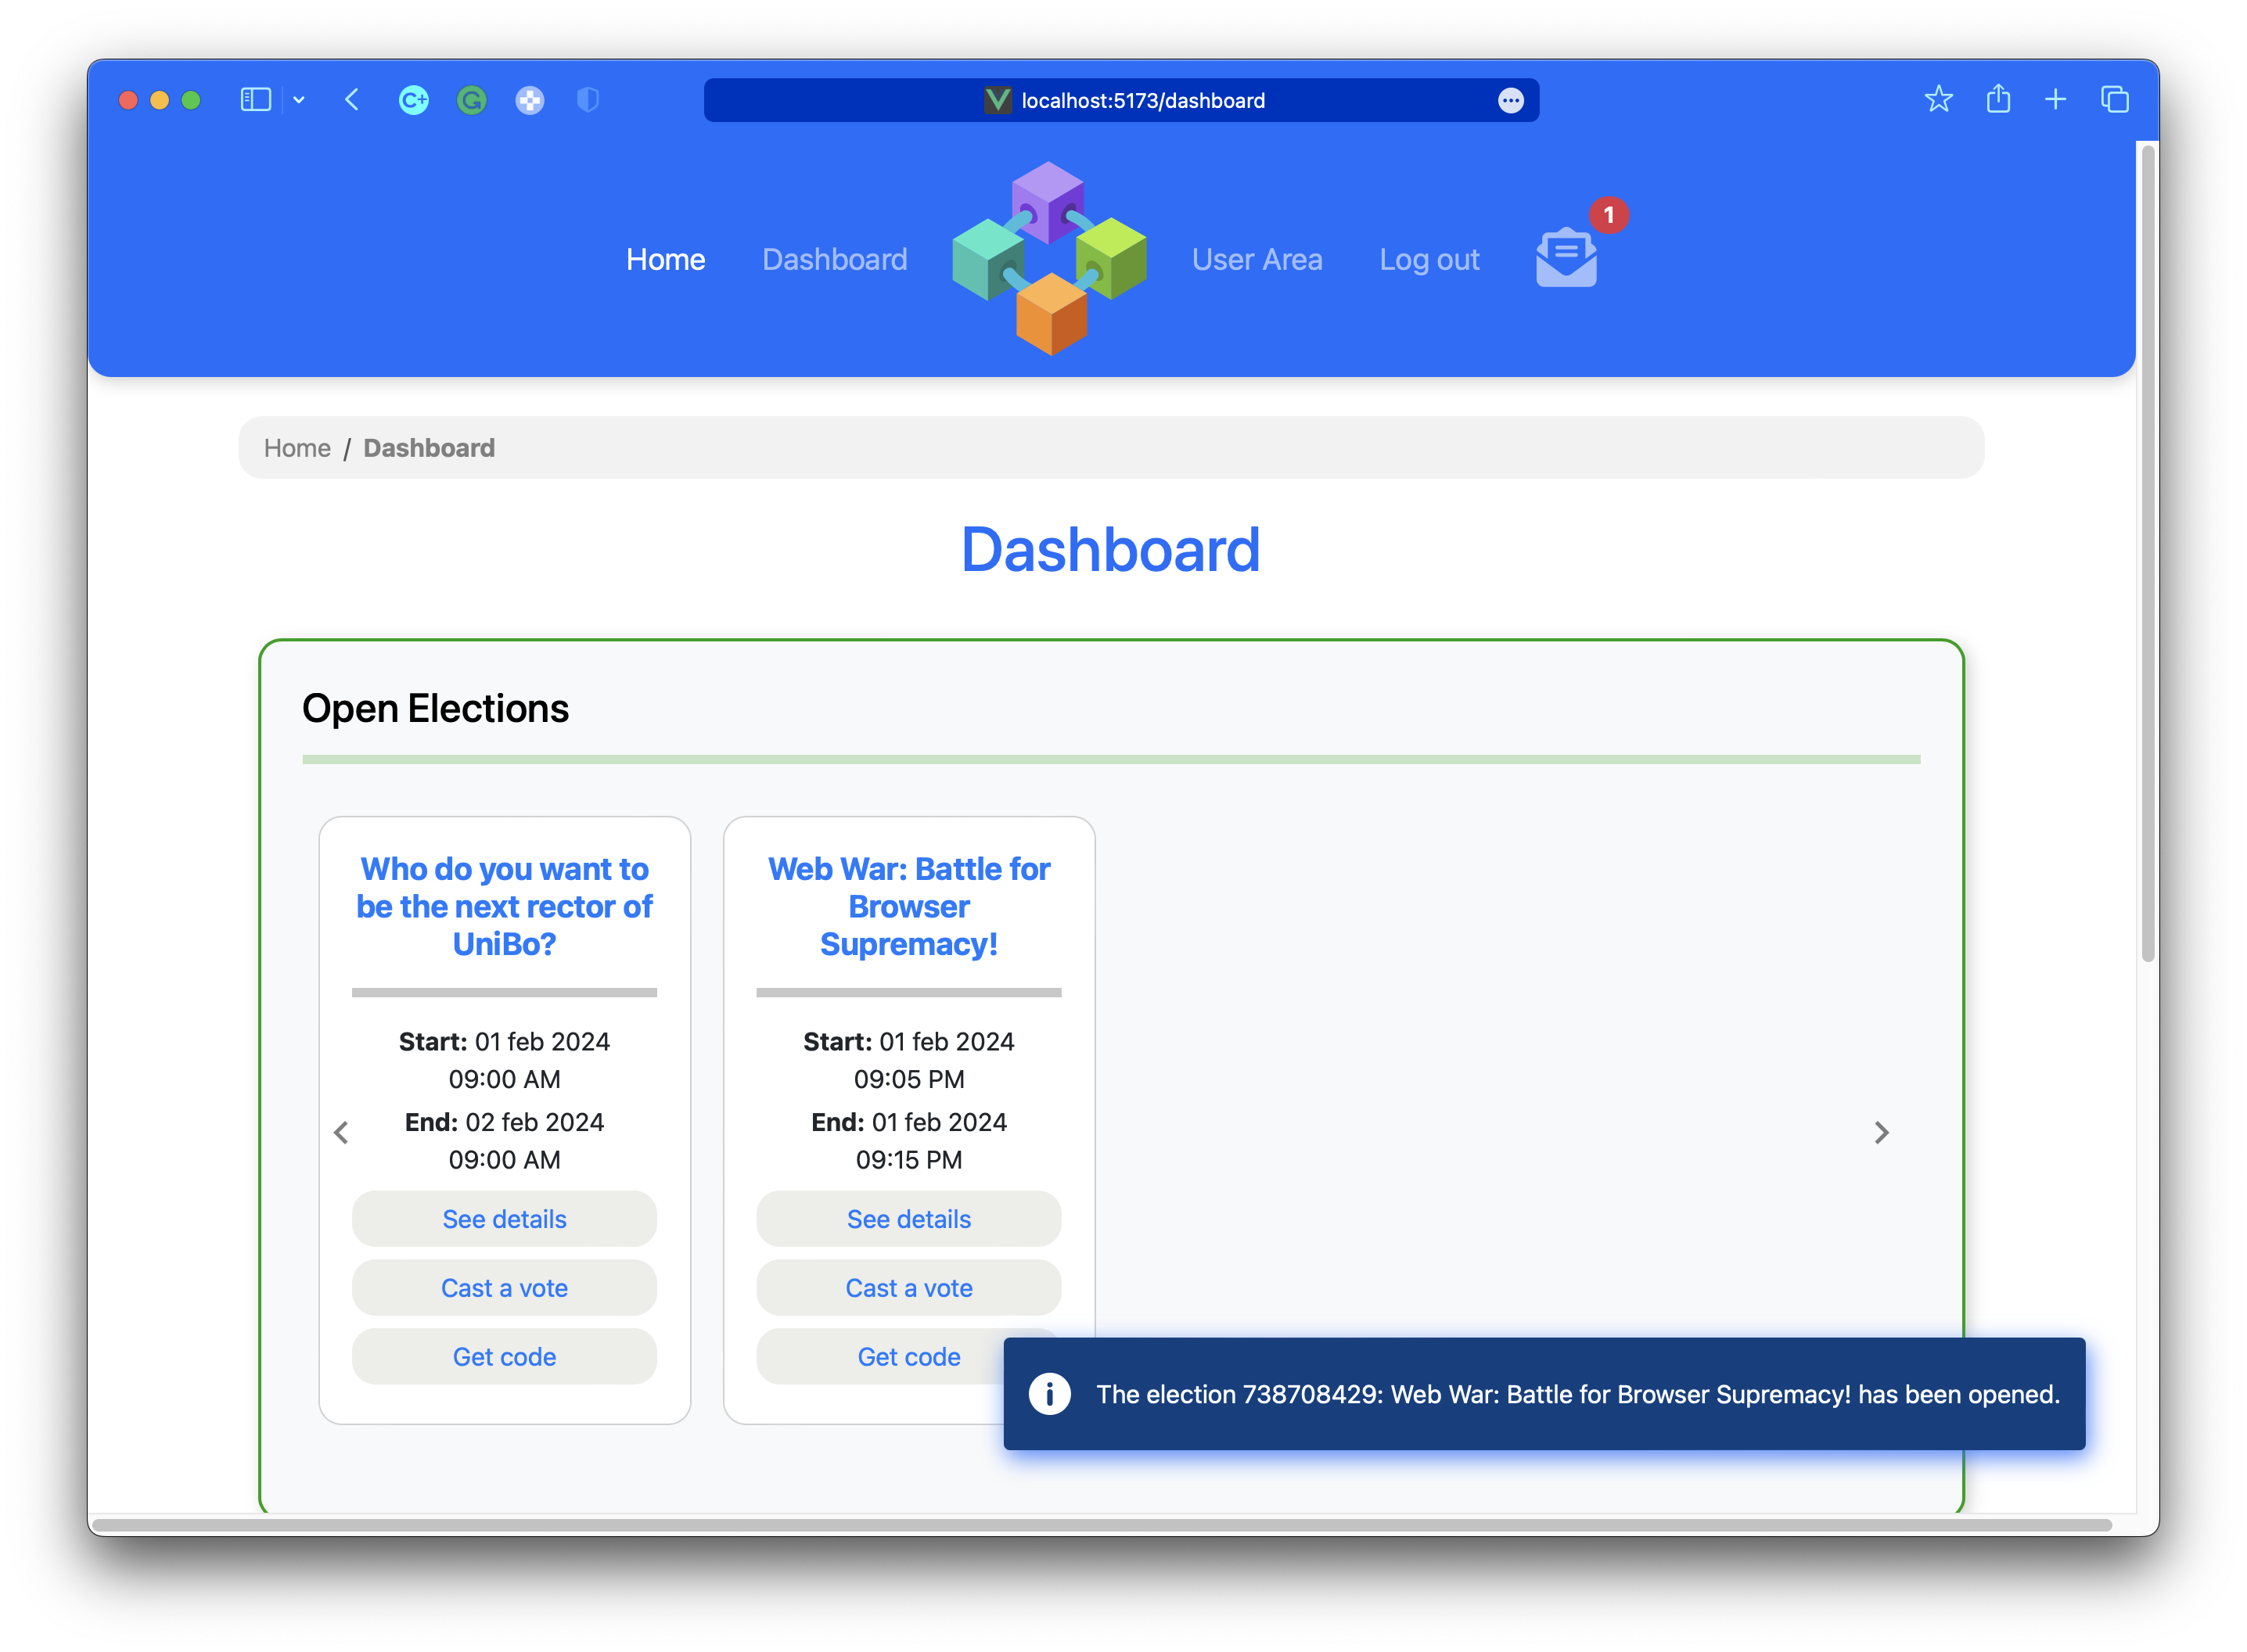 localhost:5173/dashboard
Home
Dashboard
User Area
Log out
1
Home / Dashboard
Dashboard
Open Elections
Who do you want to
be the next rector of
UniBo?
Start: 01 feb 2024
09:00 AM
End: 02 feb 2024
09:00 AM
See details
Cast a vote
Get code
Web War: Battle for
Browser
Supremacy!
Start: 01 feb 2024
09:05 PM
End: 01 feb 2024
09:15 PM
See details
Cast a vote
Get code
The election 738708429: Web War: Battle for Browser Supremacy! has been opened.